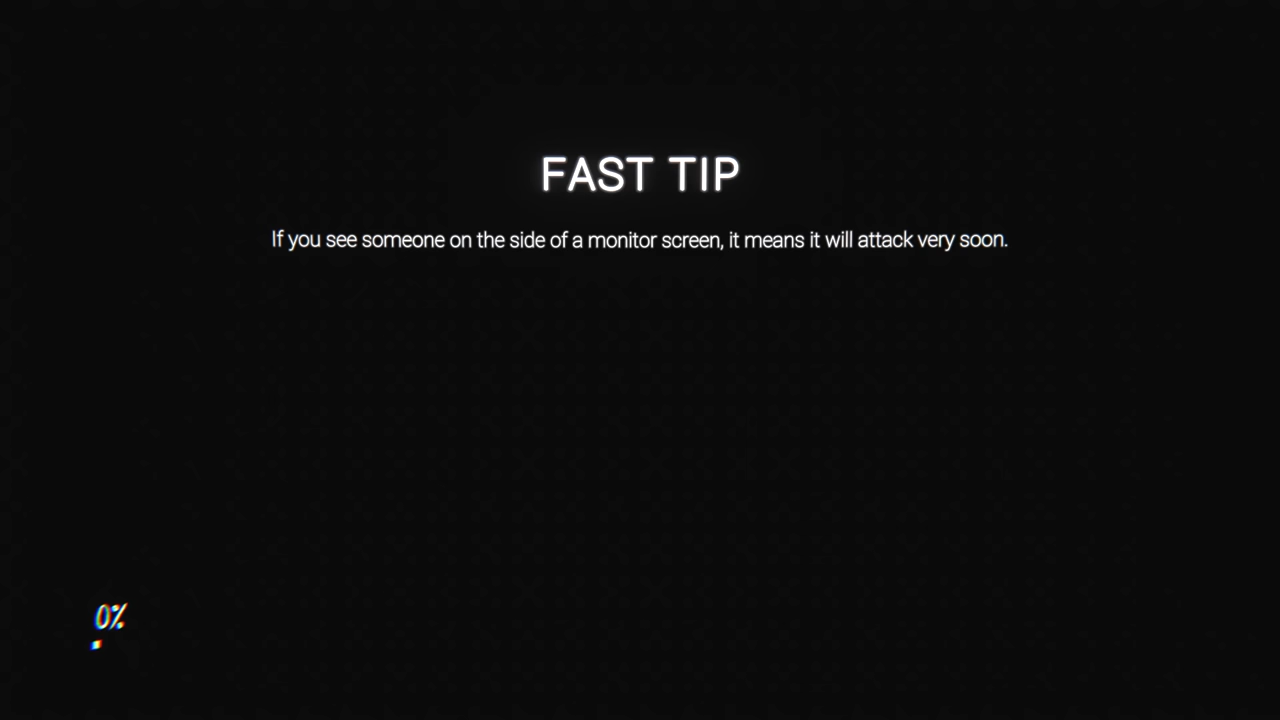 FAST TIP
If you see someone on the side of a monitor screen, it means it will attack very soon.
0%